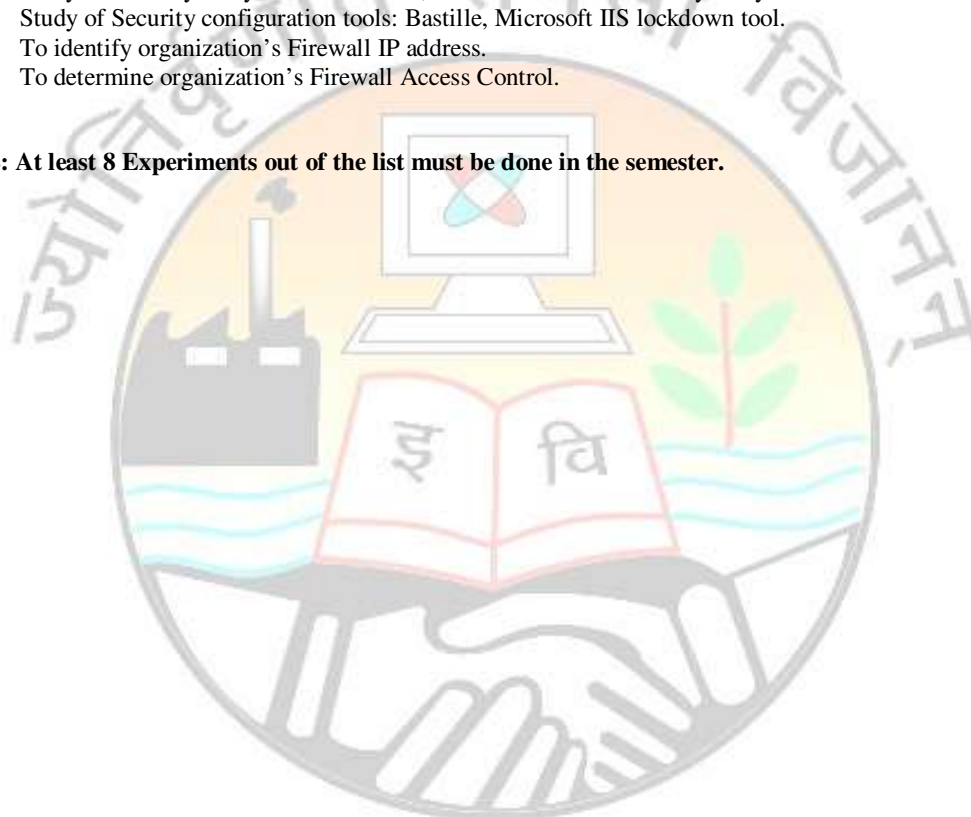 Study of Security configuration tools: Bastille, Microsoft IIS lockdown tool.
To identify organization’s Firewall IP address.
To determine organization’s Firewall Access Control.
: At least 8 Experiments out of the list must be done in the semester.
इ वि